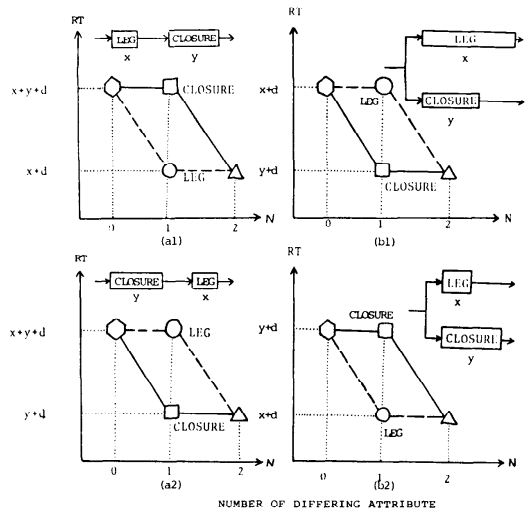 RT
LEG
CLOSURE
x
y
x+y+d
CLOSURE
x+d
LEG
0
1
2
N
(a1)
RT
LEG
x
CLOSURE
y
x+d
LEG
y+d
CLOSURE
0
1
2
N
(b1)
RT
CLOSURE
LEG
y
x
x+y+d
LEG
y+d
CLOSURE
0
1
2
N
(a2)
RT
LEG
x
CLOSURE
y
CLOSURE
y+d
x+d
LEG
0
1
2
N
(b2)
NUMBER OF DIFFERING ATTRIBUTE